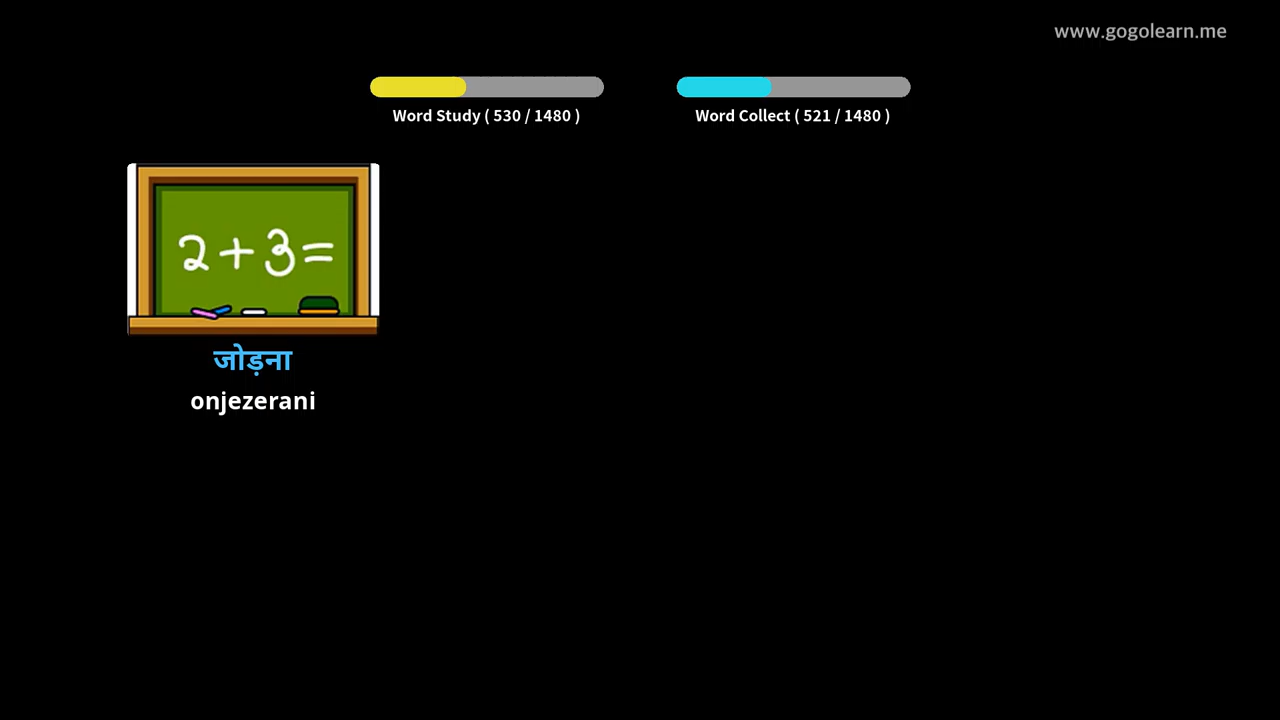 www.gogolearn.me
Word Study ( 530 / 1480 )
Word Collect ( 521 / 1480 )
2+3=
जोड़ना
onjezerani